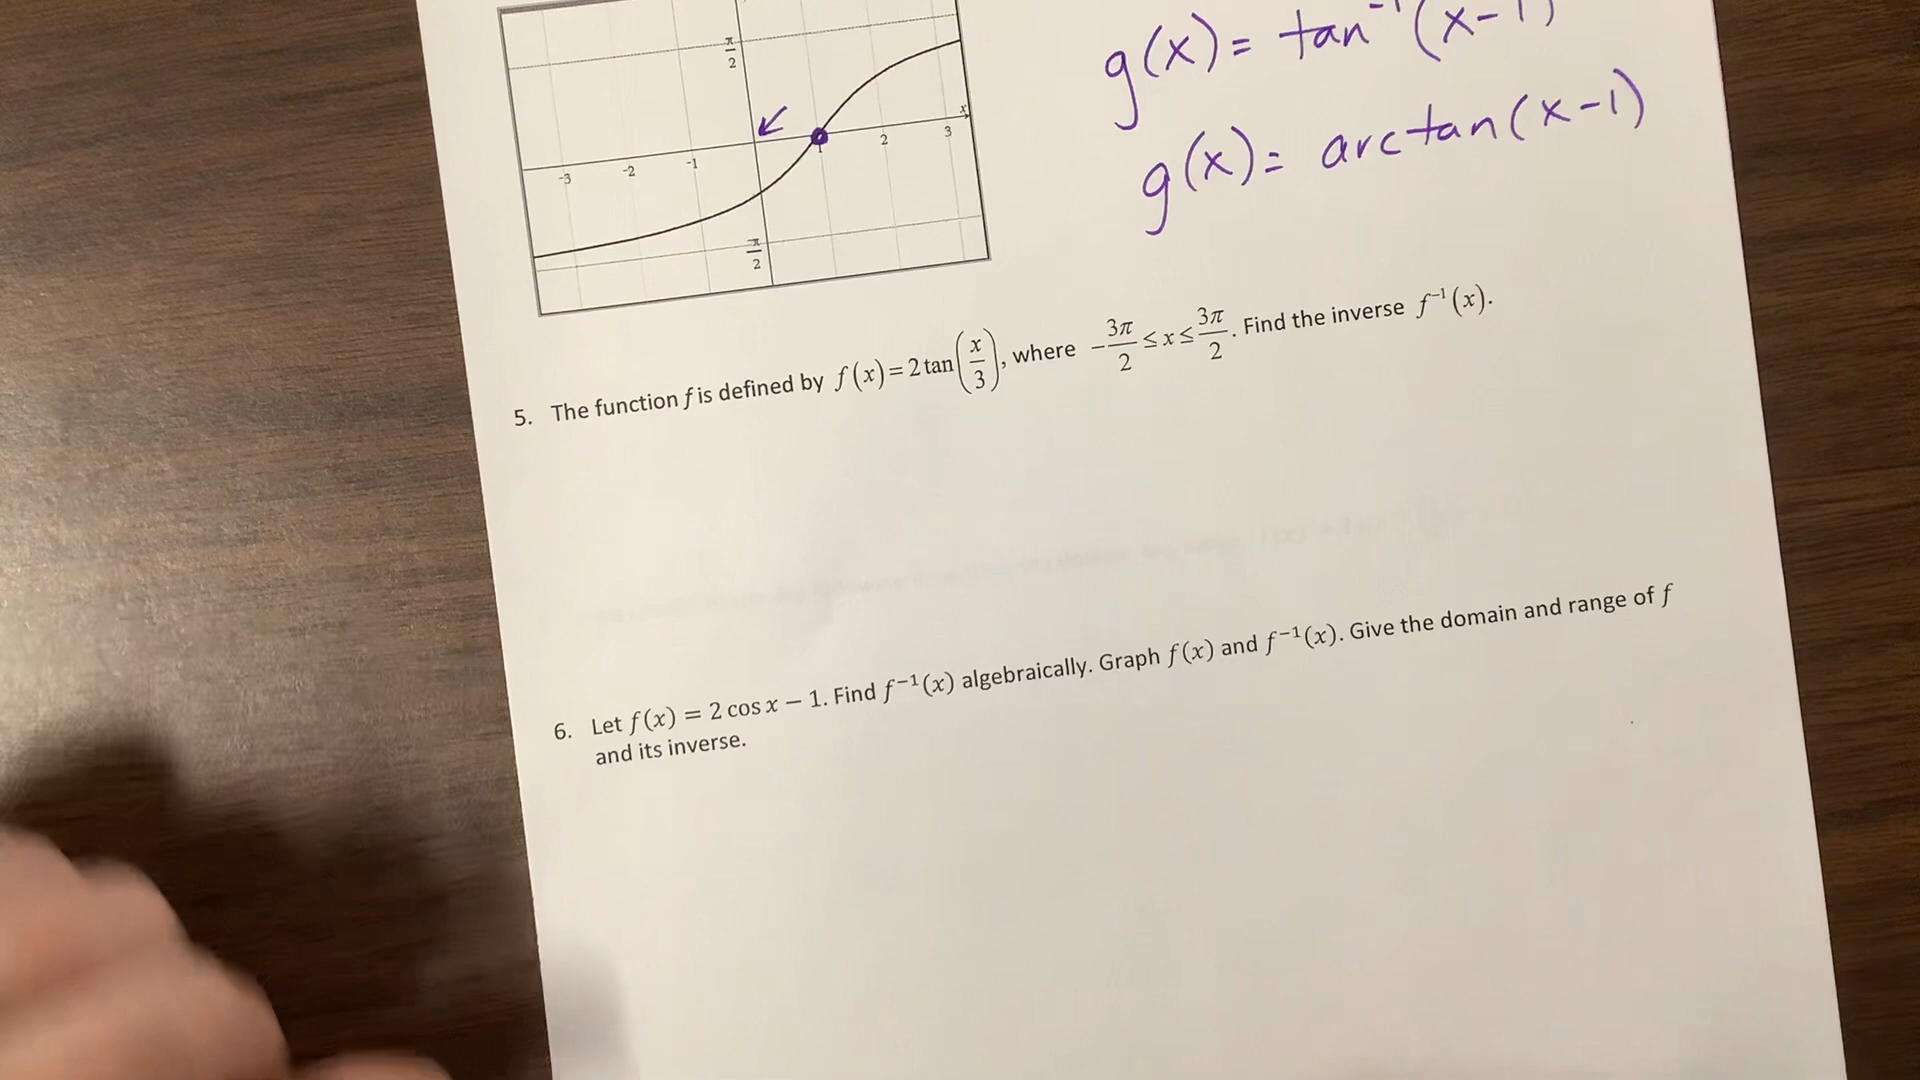 g(x) = tan⁻¹(x-1)
g(x) = arctan(x-1)
π/2
x
-3 -2 -1 1 2 3
-π/2
5. The function f is defined by f(x) = 2 tan(x/3), where -3π/2 ≤ x ≤ 3π/2. Find the inverse f⁻¹(x).
6. Let f(x) = 2 cos x − 1. Find f⁻¹(x) algebraically. Graph f(x) and f⁻¹(x). Give the domain and range of f
and its inverse.